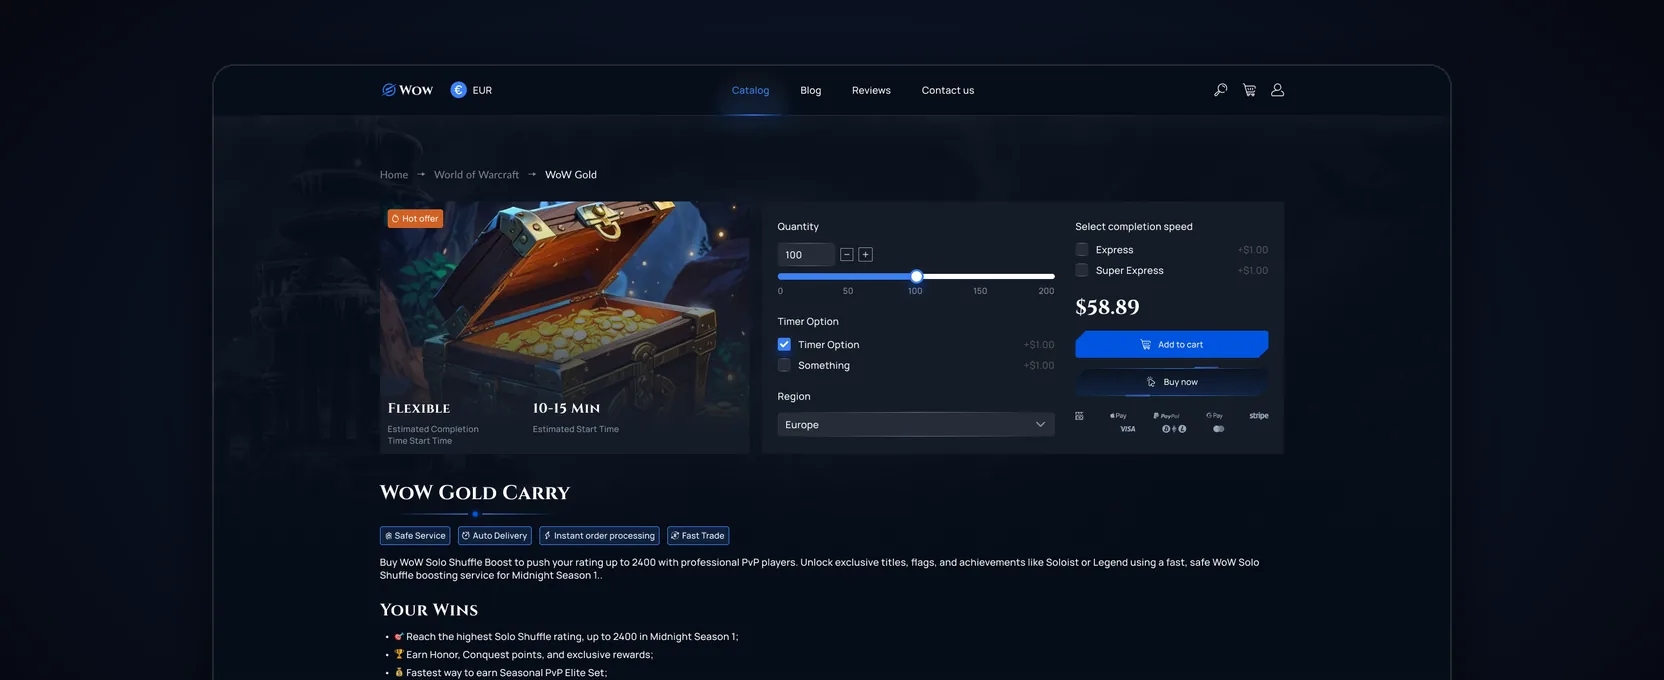 WOW
€ EUR
Catalog
Blog
Reviews
Contact us
Home → World of Warcraft → WoW Gold
Hot offer
Flexible
Estimated Completion
Time Start Time
10-15 Min
Estimated Start Time
Quantity
100
0 50 100 150 200
Timer Option
Timer Option +$1.00
Something +$1.00
Region
Europe
Select completion speed
Express +$1.00
Super Express +$1.00
$58.89
Add to cart
Buy now
Pay PayPal G Pay stripe
VISA
WoW Gold Carry
Safe Service
Auto Delivery
Instant order processing
Fast Trade
Buy WoW Solo Shuffle Boost to push your rating up to 2400 with professional PvP players. Unlock exclusive titles, flags, and achievements like Soloist or Legend using a fast, safe WoW Solo
Shuffle boosting service for Midnight Season 1..
Your Wins
• 🎯 Reach the highest Solo Shuffle rating, up to 2400 in Midnight Season 1;
• 🏆 Earn Honor, Conquest points, and exclusive rewards;
• 💰 Fastest way to earn Seasonal PvP Elite Set;